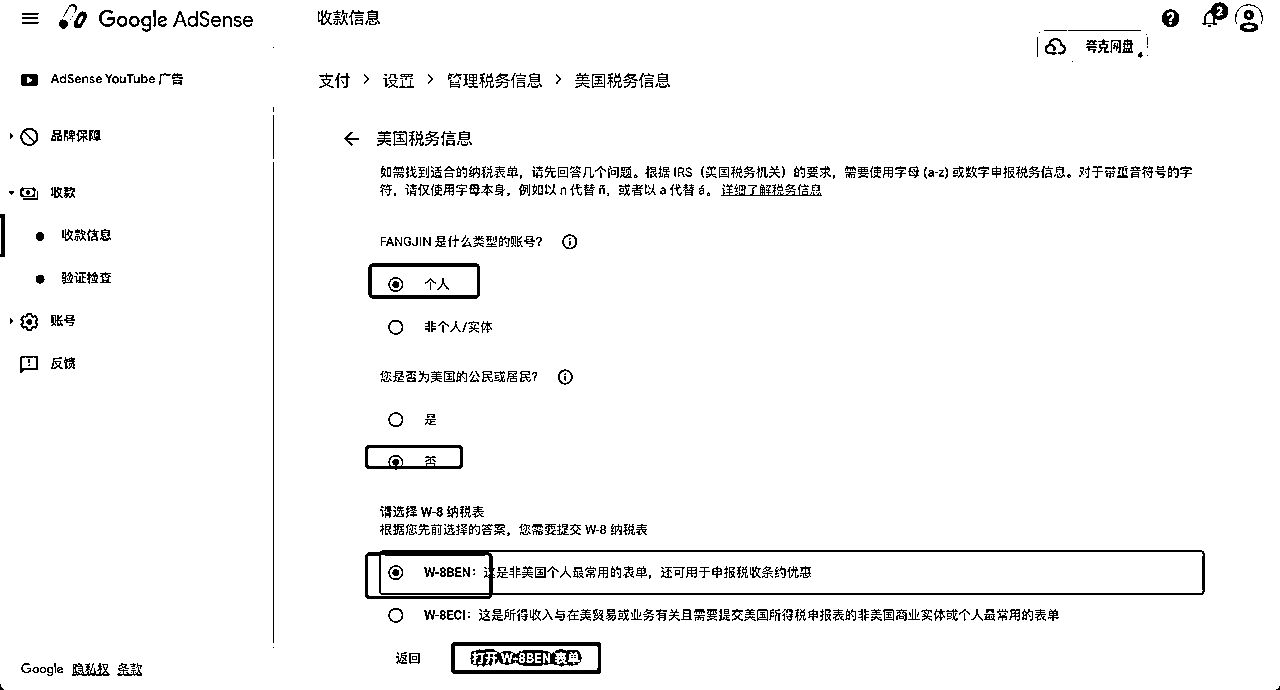 Google AdSense
收款信息
2
夸克网盘
AdSense YouTube 广告
品牌保障
收款
收款信息
验证检查
账号
反馈
支付 > 设置 > 管理税务信息 > 美国税务信息
美国税务信息
如需找到适合的纳税表单，请先回答几个问题。根据 IRS（美国税务机关）的要求，需要使用字母 (a-z) 或数字申报税务信息。对于带重音符号的字
符，请仅使用字母本身，例如以 n 代替 ñ，或者以 a 代替 á。详细了解税务信息
FANGJIN 是什么类型的账号？
个人
非个人/实体
您是否为美国的公民或居民？
是
否
请选择 W-8 纳税表
根据您先前选择的答案，您需要提交 W-8 纳税表
W-8BEN：这是非美国个人最常用的表单，还可用于申报税收条约优惠
W-8ECI：这是所得收入与在美贸易或业务有关且需要提交美国所得税申报表的非美国商业实体或个人最常用的表单
返回
打开 W-8BEN 表单
Google 隐私权 条款